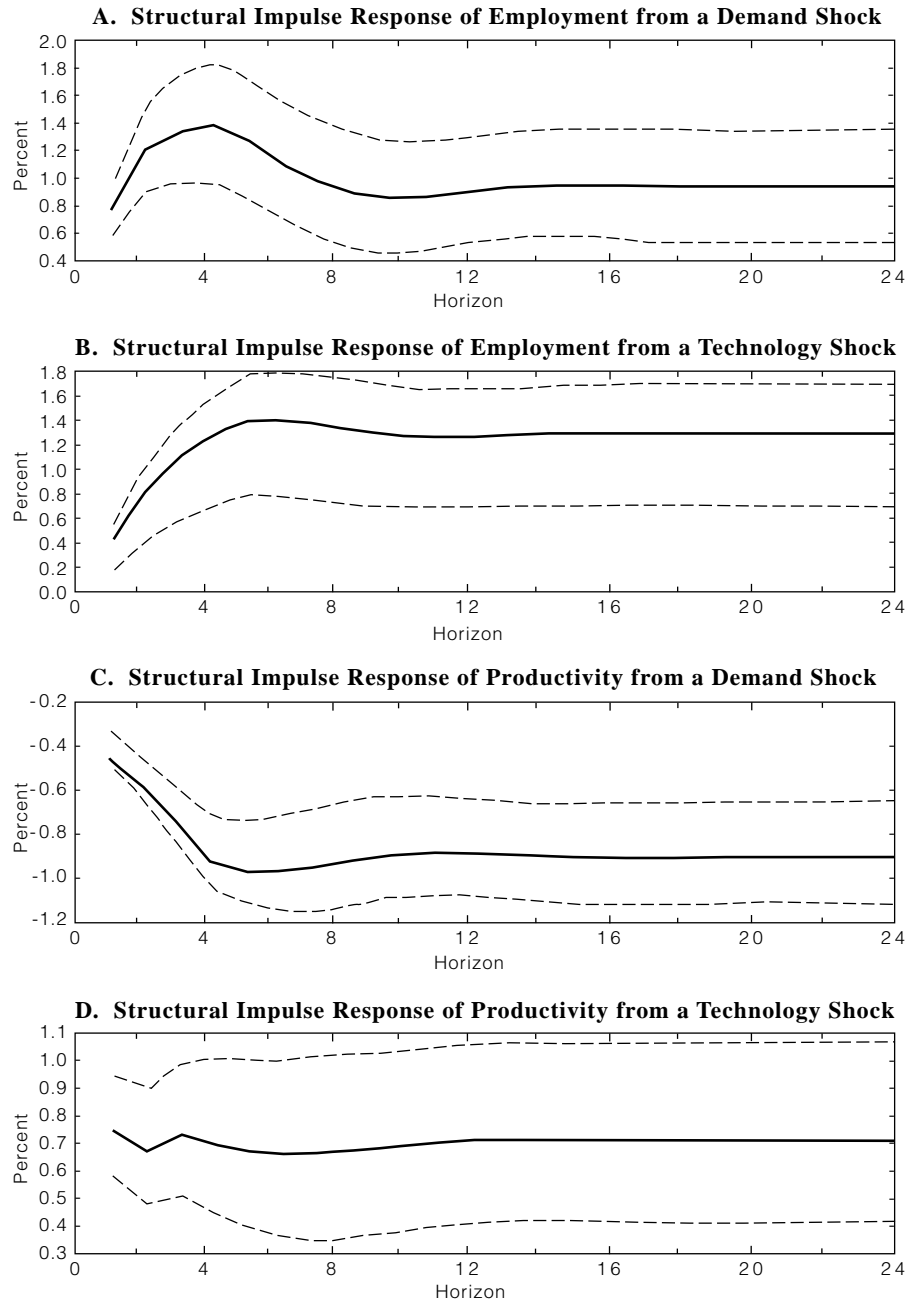 A. Structural Impulse Response of Employment from a Demand Shock
2.0
1.8
1.6
1.4
1.2
1.0
0.8
0.6
0.4
Percent
0 4 8 12 16 20 24
Horizon
B. Structural Impulse Response of Employment from a Technology Shock
1.8
1.6
1.4
1.2
1.0
0.8
0.6
0.4
0.2
0.0
Percent
0 4 8 12 16 20 24
Horizon
C. Structural Impulse Response of Productivity from a Demand Shock
-0.2
-0.4
-0.6
-0.8
-1.0
-1.2
Percent
0 4 8 12 16 20 24
Horizon
D. Structural Impulse Response of Productivity from a Technology Shock
1.1
1.0
0.9
0.8
0.7
0.6
0.5
0.4
0.3
Percent
0 4 8 12 16 20 24
Horizon